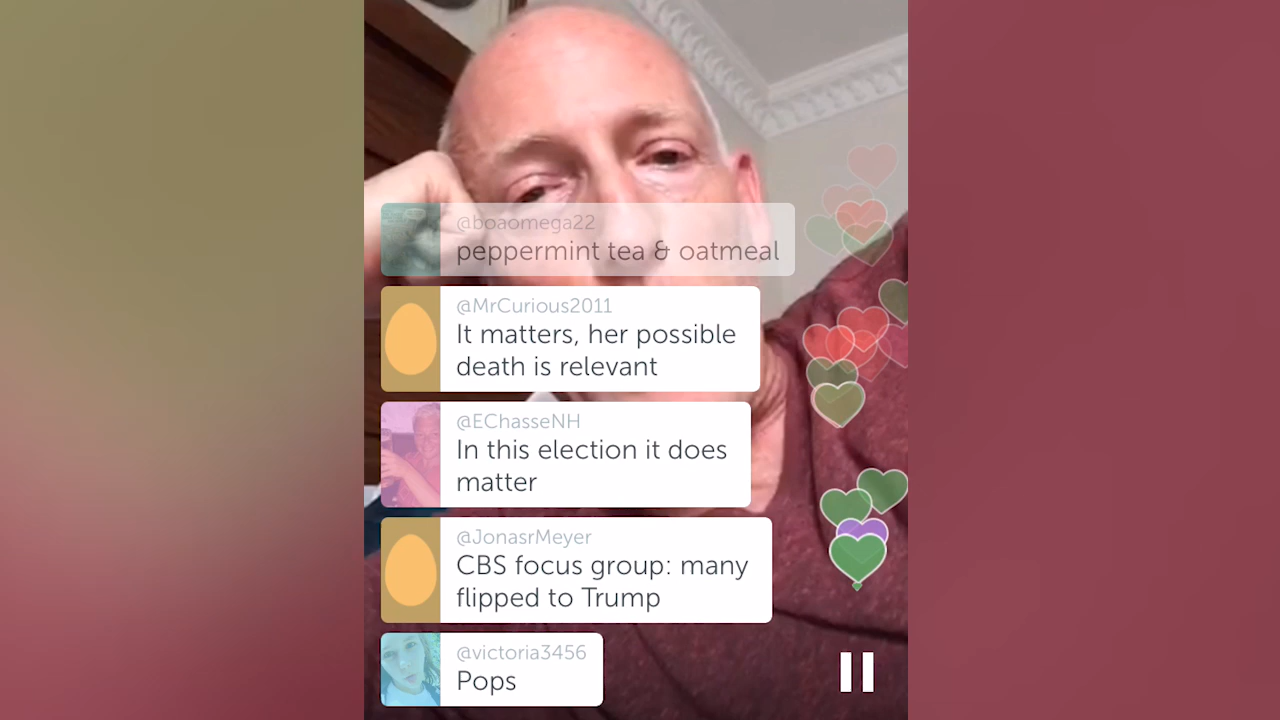 @boaomega22
peppermint tea & oatmeal
@MrCurious2011
It matters, her possible
death is relevant
@EChasseNH
In this election it does
matter
@JonasrMeyer
CBS focus group: many
flipped to Trump
@victoria3456
Pops